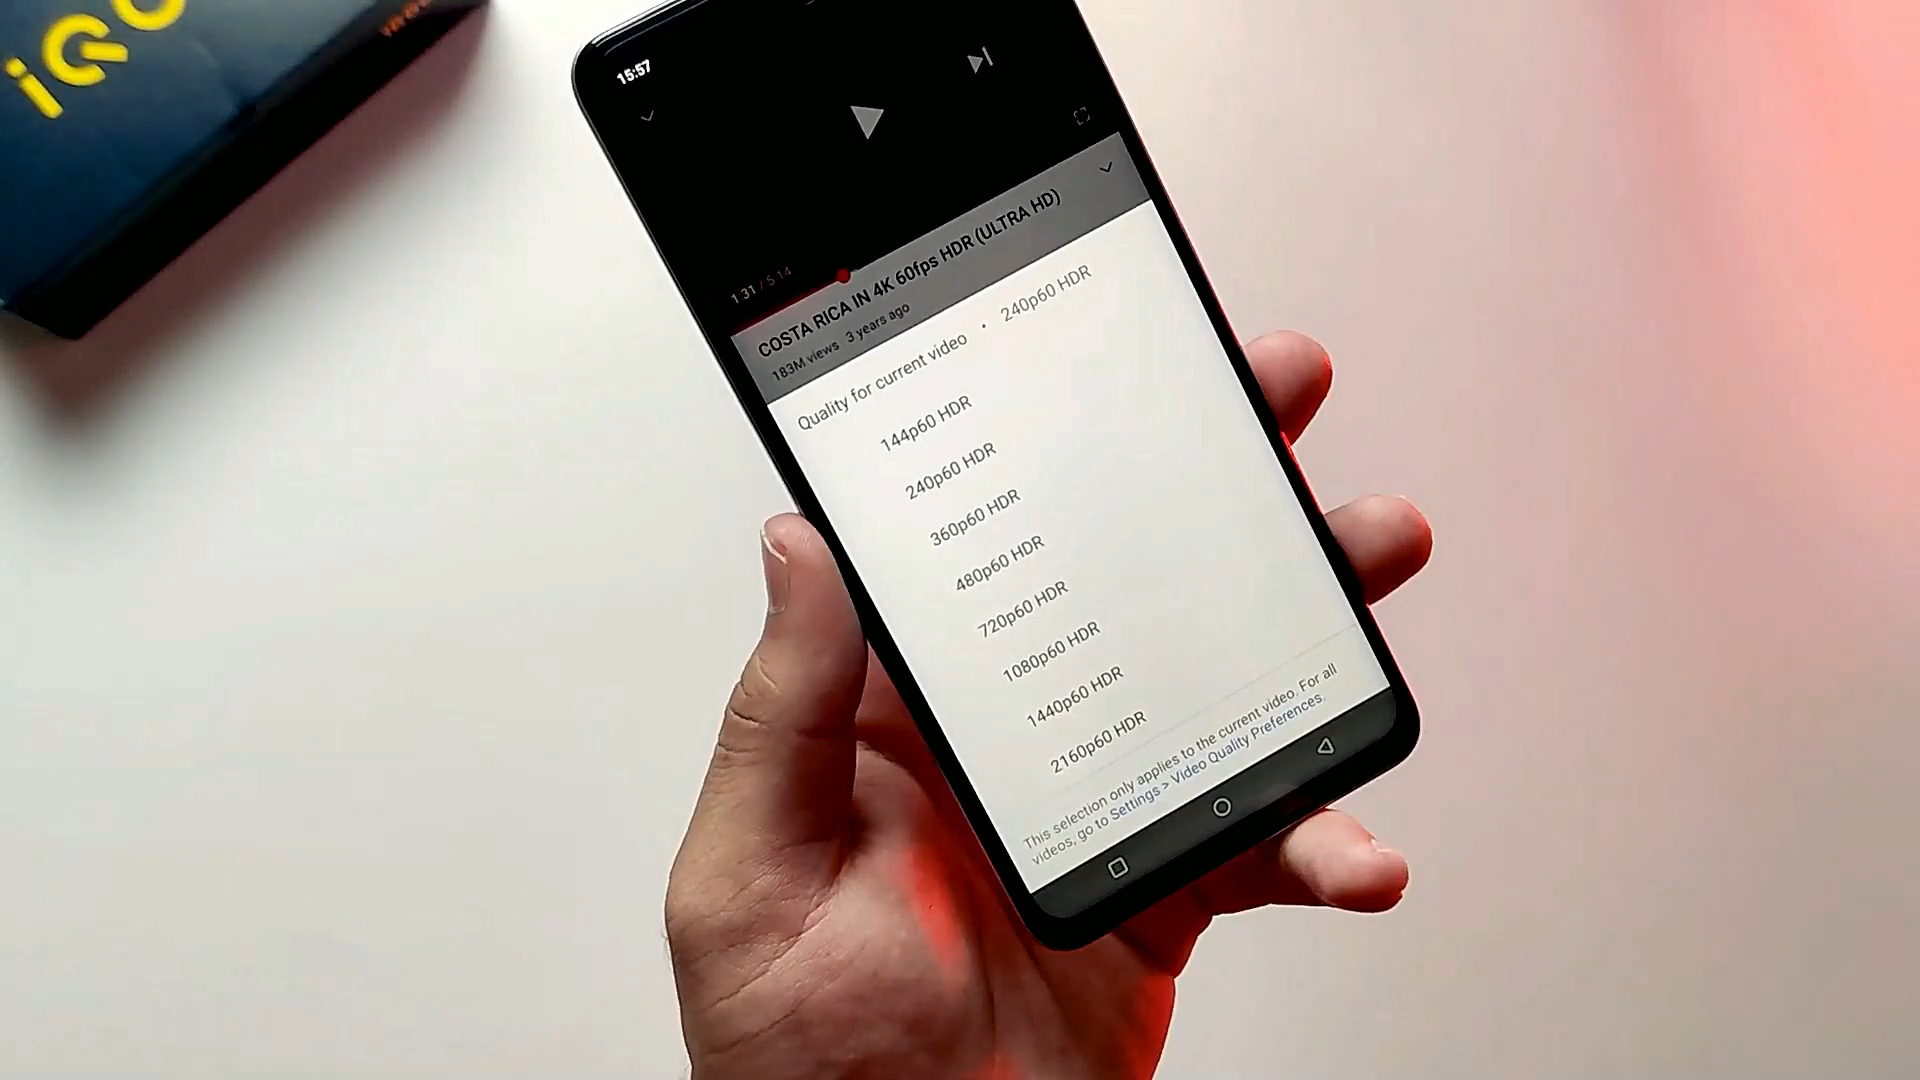 iQO
15:57
1:31 / 5:14
COSTA RICA IN 4K 60fps HDR (ULTRA HD)
183M views 3 years ago
Quality for current video • 240p60 HDR
144p60 HDR
240p60 HDR
360p60 HDR
480p60 HDR
720p60 HDR
1080p60 HDR
1440p60 HDR
2160p60 HDR
This selection only applies to the current video. For all
videos, go to Settings > Video Quality Preferences.